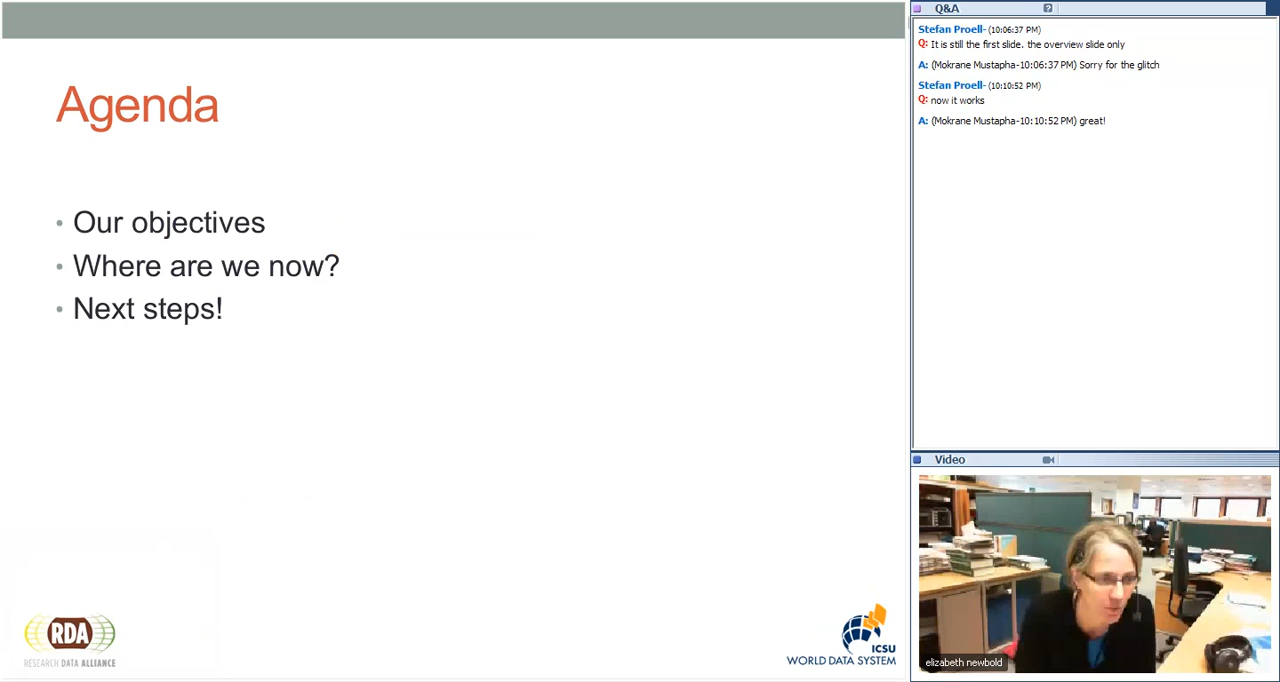 Agenda
• Our objectives
• Where are we now?
• Next steps!
RDA
RESEARCH DATA ALLIANCE
ICSU
WORLD DATA SYSTEM
Q&A
?
Stefan Proell- (10:06:37 PM)
Q: It is still the first slide. the overview slide only
A: (Mokrane Mustapha-10:06:37 PM) Sorry for the glitch
Stefan Proell- (10:10:52 PM)
Q: now it works
A: (Mokrane Mustapha-10:10:52 PM) great!
Video
elizabeth newbold